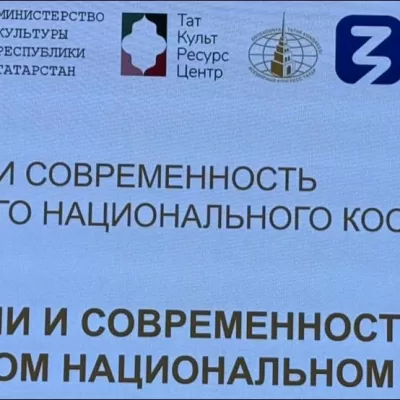 МИНИСТЕРСТВО
КУЛЬТУРЫ
РЕСПУБЛИКИ
ТАТАРСТАН
Тат
Культ
Ресурс
Центр
И СОВРЕМЕННОСТЬ
ГО НАЦИОНАЛЬНОГО КОС
ИИ И СОВРЕМЕННОСТ
ОМ НАЦИОНАЛЬНОМ